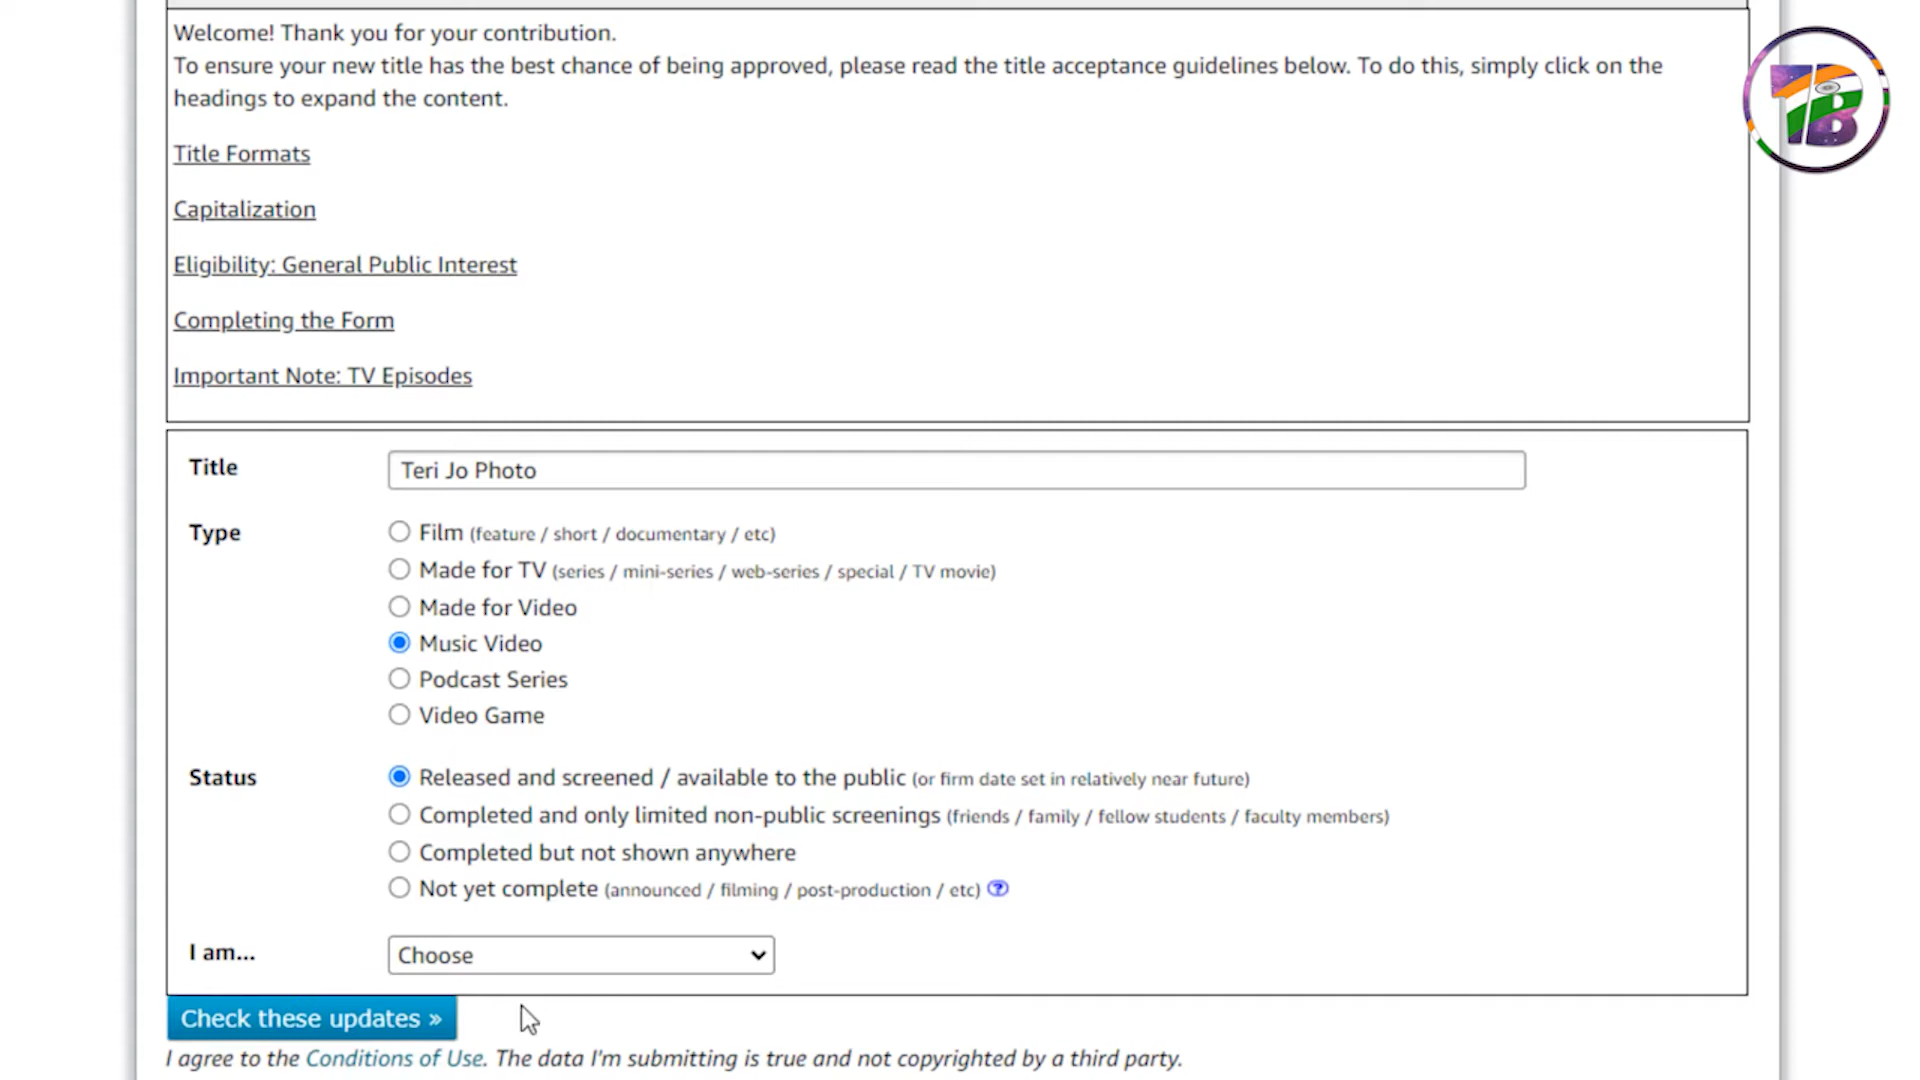 Welcome! Thank you for your contribution.
To ensure your new title has the best chance of being approved, please read the title acceptance guidelines below. To do this, simply click on the
headings to expand the content.
Title Formats
Capitalization
Eligibility: General Public Interest
Completing the Form
Important Note: TV Episodes
Title
Teri Jo Photo
Type
Film (feature / short / documentary / etc)
Made for TV (series / mini-series / web-series / special / TV movie)
Made for Video
Music Video
Podcast Series
Video Game
Status
Released and screened / available to the public (or firm date set in relatively near future)
Completed and only limited non-public screenings (friends / family / fellow students / faculty members)
Completed but not shown anywhere
Not yet complete (announced / filming / post-production / etc) ?
I am...
Choose
Check these updates »
I agree to the Conditions of Use. The data I'm submitting is true and not copyrighted by a third party.